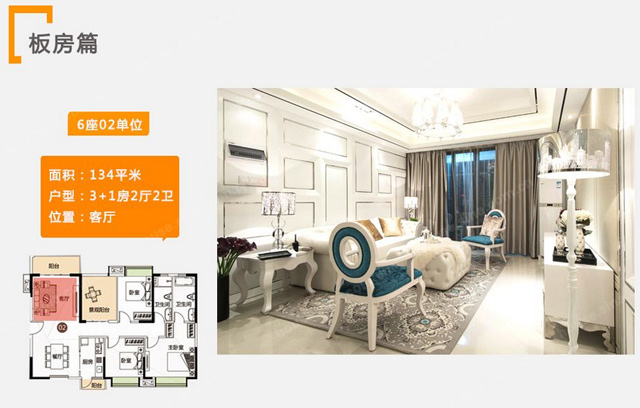 板房篇
6座02单位
面积：134平米
户型：3+1房2厅2卫
位置：客厅
阳台
客厅
景观阳台
卧室
卫生间
卫生间
02
餐厅
厨房
卧室
主卧室
阳台